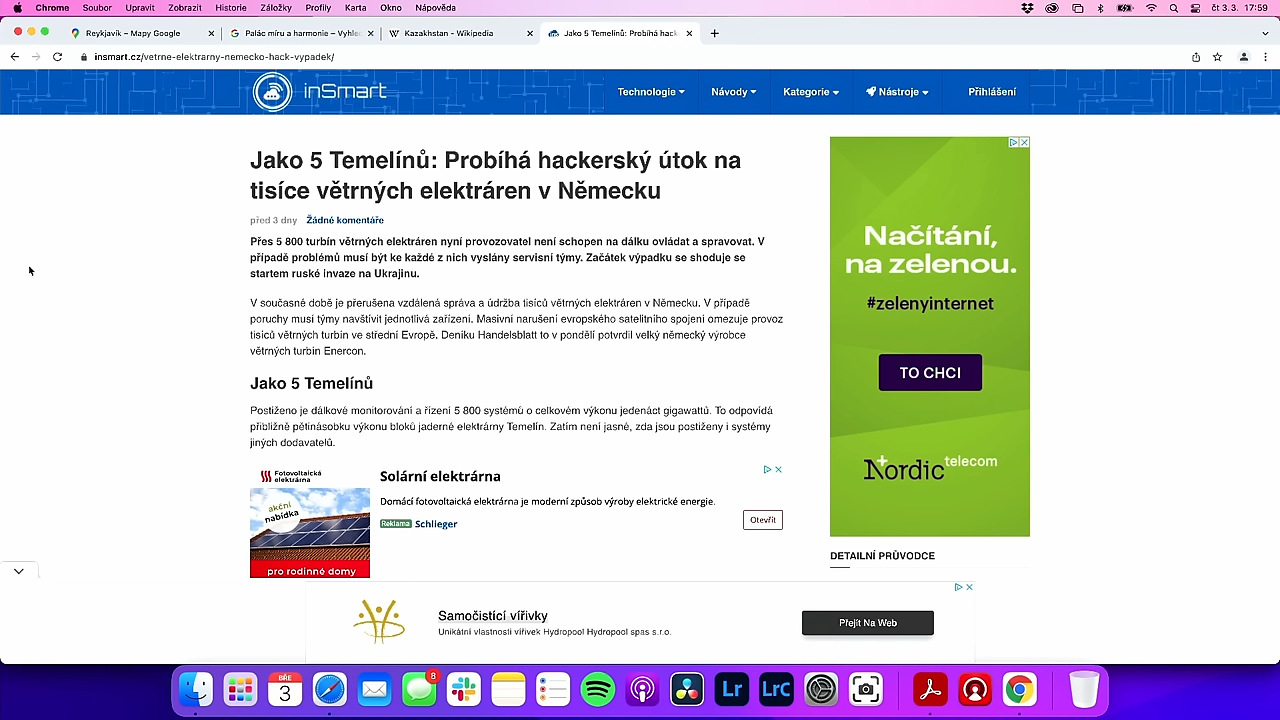 Chrome Soubor Upravit Zobrazit Historie Záložky Profily Karta Okno Nápověda čt 3.3. 17:59
Reykjavík – Mapy Google
Palác míru a harmonie – Vyhle
Kazakhstan - Wikipedia
Jako 5 Temelínů: Probíhá hack
insmart.cz/vetrne-elektrarny-nemecko-hack-vypadek/
inSmart
Technologie Návody Kategorie Nástroje Přihlášení
Jako 5 Temelínů: Probíhá hackerský útok na
tisíce větrných elektráren v Německu
před 3 dny Žádné komentáře
Přes 5 800 turbín větrných elektráren nyní provozovatel není schopen na dálku ovládat a spravovat. V
případě problémů musí být ke každé z nich vyslány servisní týmy. Začátek výpadku se shoduje se
startem ruské invaze na Ukrajinu.
V současné době je přerušena vzdálená správa a údržba tisíců větrných elektráren v Německu. V případě
poruchy musí týmy navštívit jednotlivá zařízení. Masivní narušení evropského satelitního spojení omezuje provoz
tisíců větrných turbín ve střední Evropě. Deníku Handelsblatt to v pondělí potvrdil velký německý výrobce
větrných turbín Enercon.
Jako 5 Temelínů
Postiženo je dálkové monitorování a řízení 5 800 systémů o celkovém výkonu jedenáct gigawattů. To odpovídá
přibližně pětinásobku výkonu bloků jaderné elektrárny Temelín. Zatím není jasné, zda jsou postiženi i systémy
jiných dodavatelů.
Fotovoltaická
elektrárna
akční
nabídka
pro rodinné domy
Solární elektrárna
Domácí fotovoltaická elektrárna je moderní způsob výroby elektrické energie.
Reklama Schlieger
Otevřít
Načítání,
na zelenou.
#zelenyinternet
TO CHCI
Nordic telecom
DETAILNÍ PRŮVODCE
Samočistící vířivky
Unikátní vlastnosti vířivek Hydropool Hydropool spas s.r.o.
Přejít Na Web
BŘE
3
8
Lr
LrC